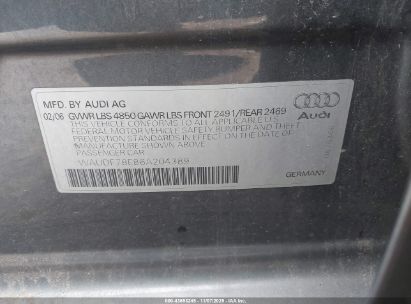 MFD. BY AUDI AG
02/06 GVWR LBS 4850 GAWR LBS FRONT 2491/REAR 2469
THIS VEHICLE CONFORMS TO ALL APPLICABLE U.S.
FEDERAL MOTOR VEHICLE SAFETY BUMPER AND THEFT
PREVENTION STANDARDS IN EFFECT ON THE DATE OF
MANUFACTURE SHOWN ABOVE.
PASSENGER CAR
WAUDF78E86A204389
Audi
GERMANY